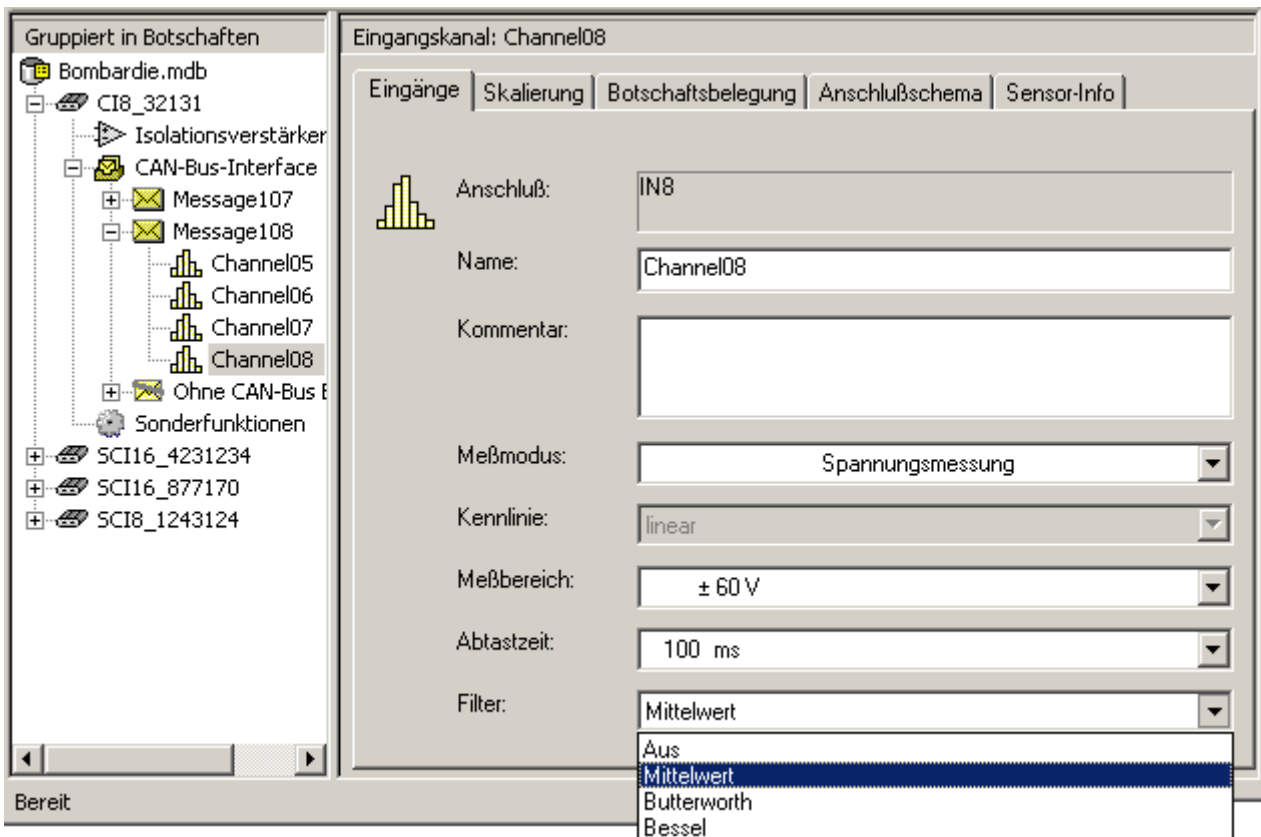 Gruppiert in Botschaften
Bombardie.mdb
CI8_32131
Isolationsverstärker
CAN-Bus-Interface
Message107
Message108
Channel05
Channel06
Channel07
Channel08
Ohne CAN-Bus
Sonderfunktionen
SCI16_4231234
SCI16_877170
SCI8_1243124
Bereit
Eingangskanal: Channel08
Eingänge Skalierung Botschaftsbelegung Anschlußschema Sensor-Info
Anschluß: IN8
Name: Channel08
Kommentar:
Meßmodus: Spannungsmessung
Kennlinie: linear
Meßbereich: ± 60 V
Abtastzeit: 100 ms
Filter: Mittelwert
Aus
Mittelwert
Butterworth
Bessel